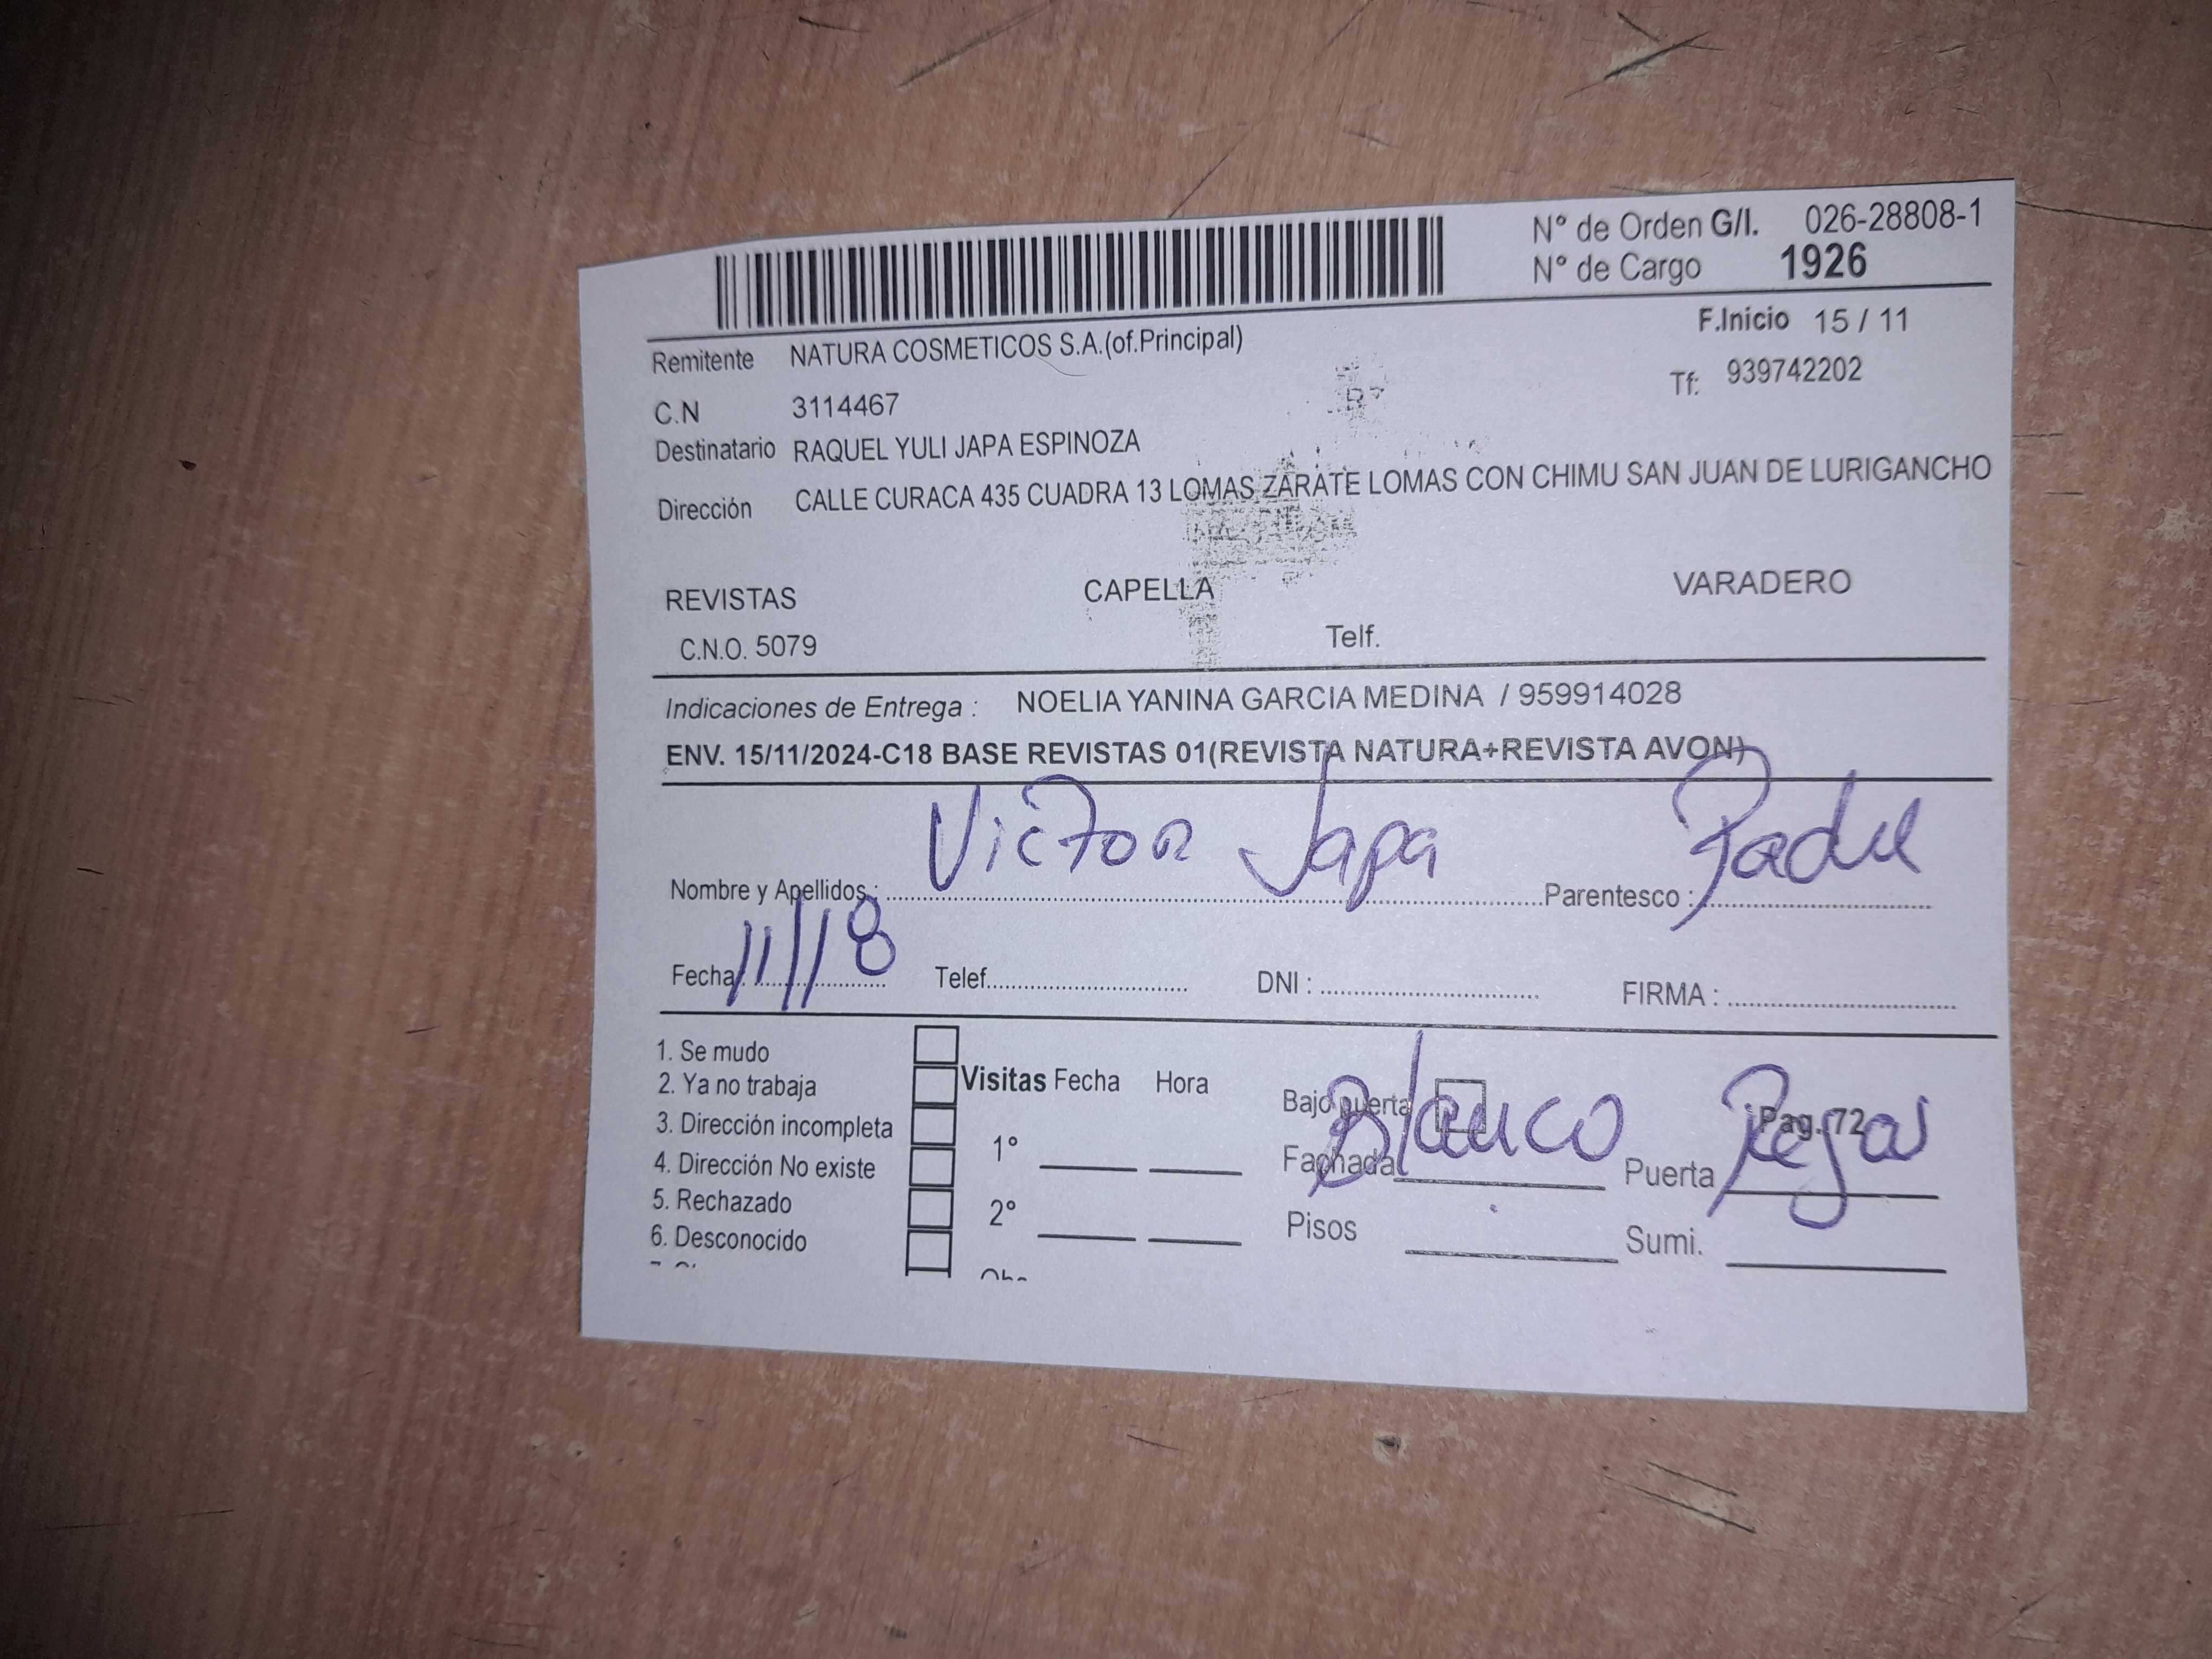 N° de Orden G/I. 026-28808-1
N° de Cargo 1926
F.Inicio 15 / 11
Remitente NATURA COSMETICOS S.A.(of.Principal)
Tf: 939742202
C.N 3114467
Destinatario RAQUEL YULI JAPA ESPINOZA
Dirección CALLE CURACA 435 CUADRA 13 LOMAS ZARATE LOMAS CON CHIMU SAN JUAN DE LURIGANCHO
REVISTAS CAPELLA VARADERO
C.N.O. 5079 Telf.
Indicaciones de Entrega : NOELIA YANINA GARCIA MEDINA / 959914028
ENV. 15/11/2024-C18 BASE REVISTAS 01(REVISTA NATURA+REVISTA AVON)
Nombre y Apellidos : Victor Japa Parentesco : Padre
Fecha: 11/18 Telef. DNI : FIRMA :
1. Se mudo
2. Ya no trabaja Visitas Fecha Hora Bajo puerta
3. Dirección incompleta 1° Pag. 72
4. Dirección No existe Fachada Blanco Puerta Rejas
5. Rechazado 2° Pisos Sumi.
6. Desconocido